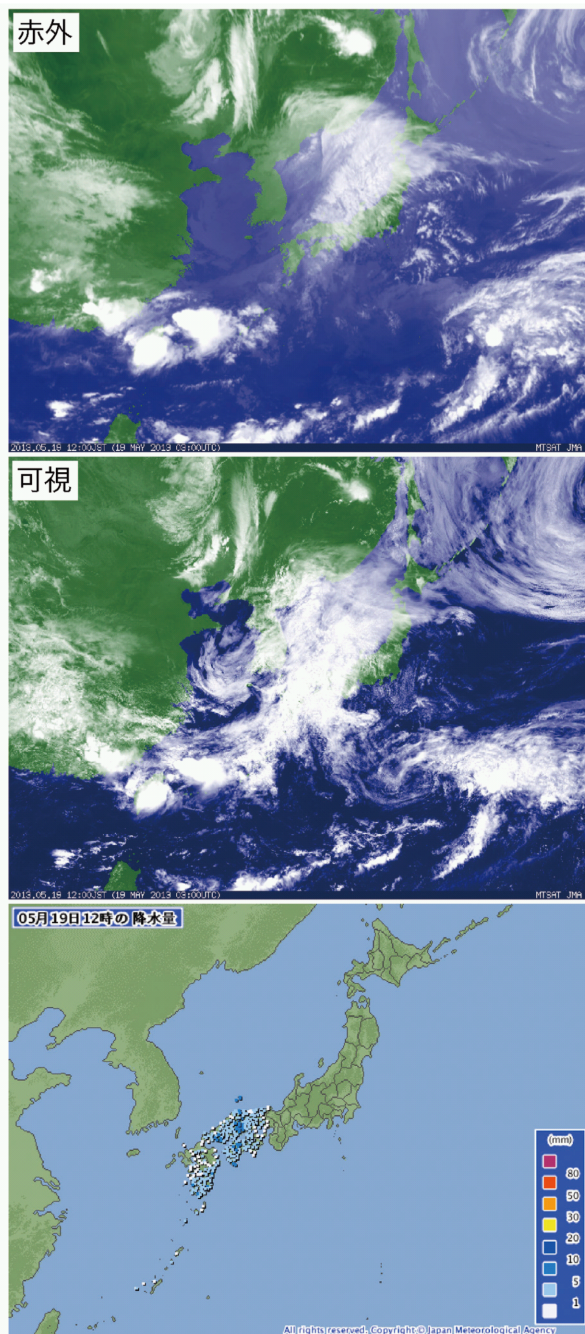 赤外
2013.05.19 12:00JST (19 MAY 2013 03:00UTC) MTSAT JMA
可視
2013.05.19 12:00JST (19 MAY 2013 03:00UTC) MTSAT JMA
05月19日12時の降水量
(mm)
80
50
30
20
10
5
1
All rights reserved. Copyright © Japan Meteorological Agency